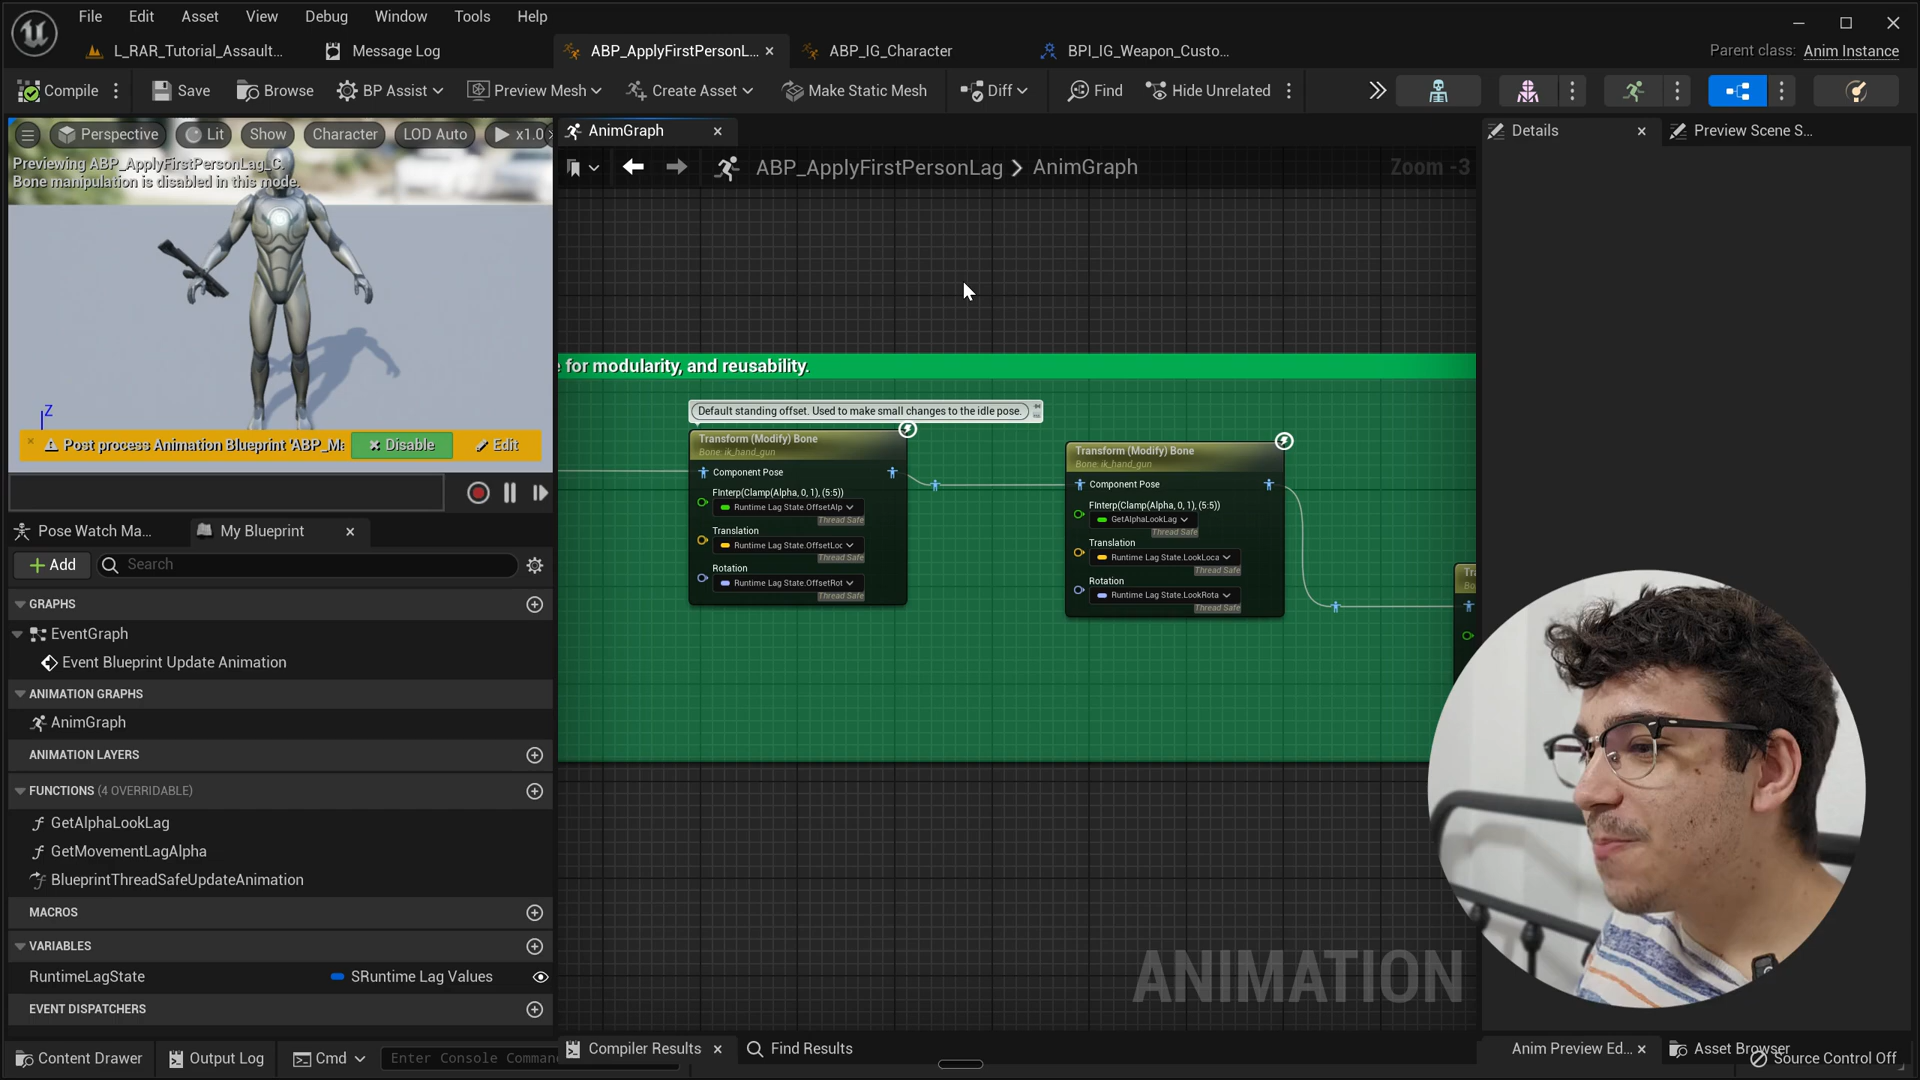 File Edit Asset View Debug Window Tools Help
L_RAR_Tutorial_Assault... Message Log ABP_ApplyFirstPersonL... ABP_IG_Character BPI_IG_Weapon_Custo... Parent class: Anim Instance
Compile Save Browse BP Assist Preview Mesh Create Asset Make Static Mesh Diff Find Hide Unrelated
Perspective Lit Show Character LOD Auto x1.0
Previewing ABP_ApplyFirstPersonLag_C.
Bone manipulation is disabled in this mode.
Z
Post process Animation Blueprint 'ABP_M Disable Edit
Pose Watch Ma... My Blueprint
Add Search
GRAPHS
EventGraph
Event Blueprint Update Animation
ANIMATION GRAPHS
AnimGraph
ANIMATION LAYERS
FUNCTIONS (4 OVERRIDABLE)
GetAlphaLookLag
GetMovementLagAlpha
BlueprintThreadSafeUpdateAnimation
MACROS
VARIABLES
RuntimeLagState SRuntime Lag Values
EVENT DISPATCHERS
AnimGraph
ABP_ApplyFirstPersonLag > AnimGraph Zoom -3
for modularity, and reusability.
Default standing offset. Used to make small changes to the idle pose.
Transform (Modify) Bone
Bone: ik_hand_gun
Component Pose
FInterp(Clamp(Alpha, 0, 1), (5:5))
Runtime Lag State.OffsetAlp
Thread Safe
Translation
Runtime Lag State.OffsetLoc
Thread Safe
Rotation
Runtime Lag State.OffsetRot
Thread Safe
Transform (Modify) Bone
Bone: ik_hand_gun
Component Pose
FInterp(Clamp(Alpha, 0, 1), (5:5))
GetAlphaLookLag
Thread Safe
Translation
Runtime Lag State.LookLoca
Thread Safe
Rotation
Runtime Lag State.LookRota
Thread Safe
ANIMATION
Details Preview Scene S...
Content Drawer Output Log Cmd Enter Console Comman
Compiler Results Find Results
Anim Preview Ed... Asset Browser
Source Control Off